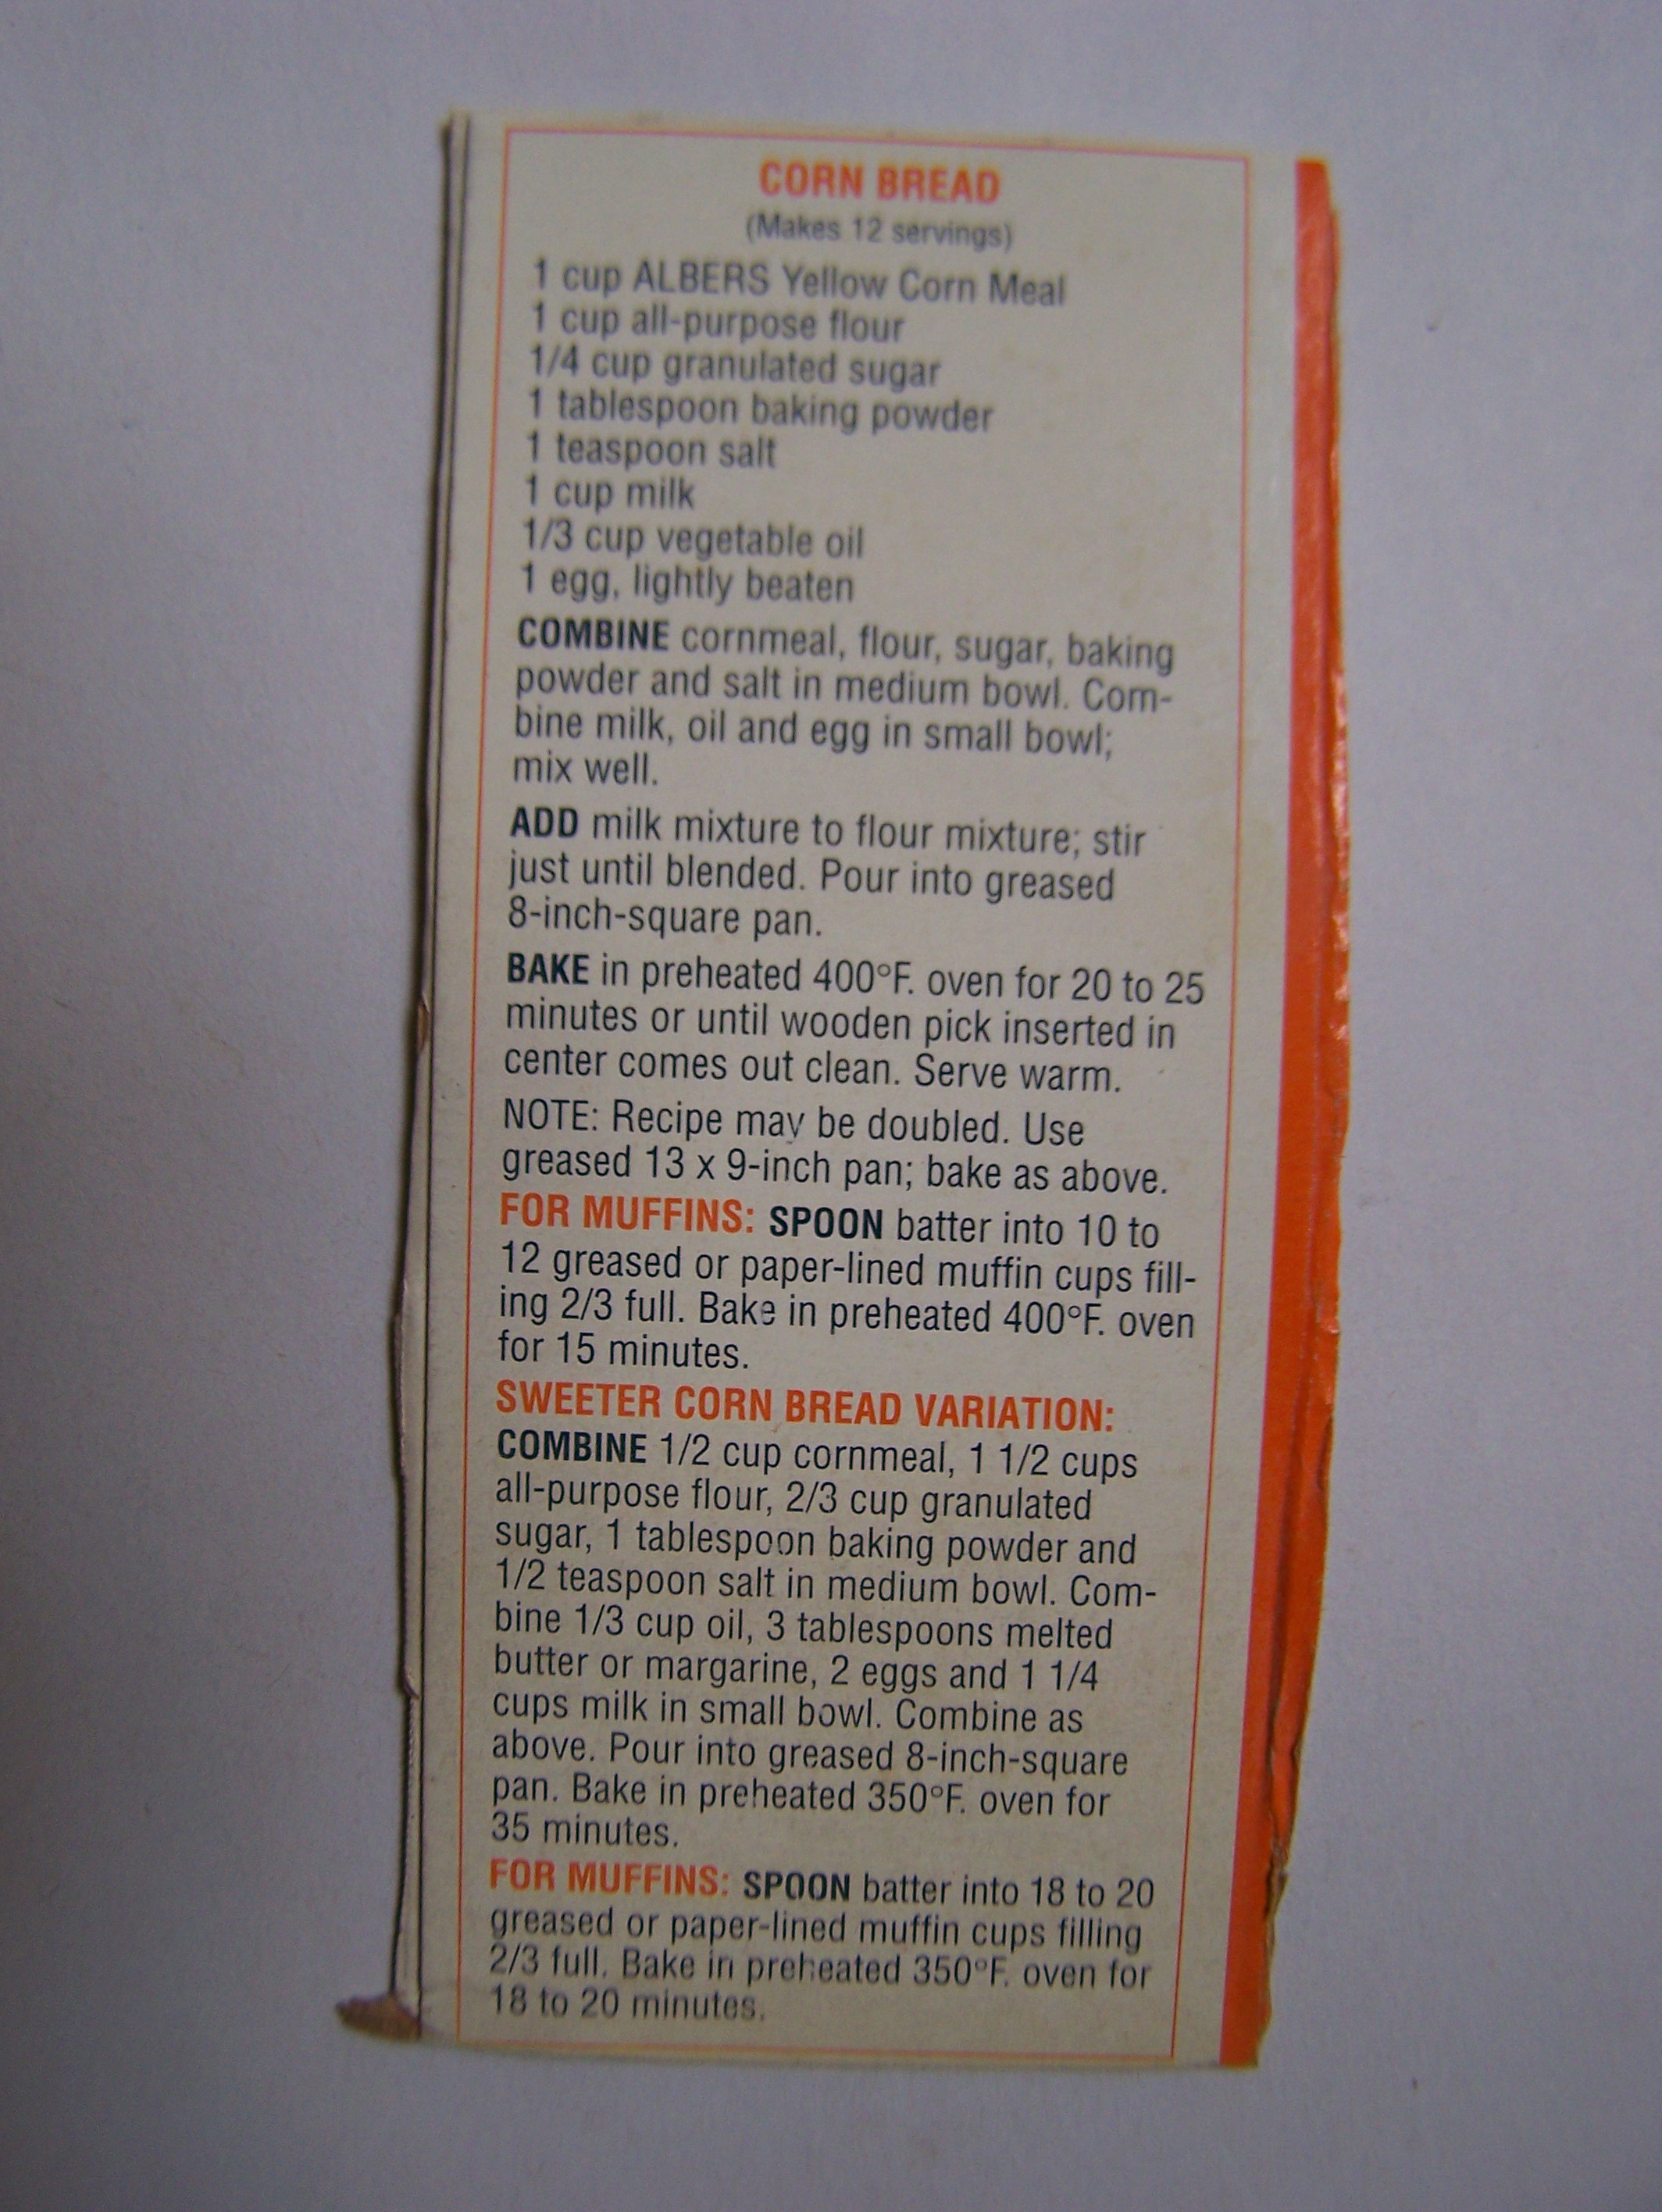 CORN BREAD
(Makes 12 servings)
1 cup ALBERS Yellow Corn Meal
1 cup all-purpose flour
1/4 cup granulated sugar
1 tablespoon baking powder
1 teaspoon salt
1 cup milk
1/3 cup vegetable oil
1 egg, lightly beaten
COMBINE cornmeal, flour, sugar, baking
powder and salt in medium bowl. Com-
bine milk, oil and egg in small bowl;
mix well.
ADD milk mixture to flour mixture; stir
just until blended. Pour into greased
8-inch-square pan.
BAKE in preheated 400°F. oven for 20 to 25
minutes or until wooden pick inserted in
center comes out clean. Serve warm.
NOTE: Recipe may be doubled. Use
greased 13 x 9-inch pan; bake as above.
FOR MUFFINS: SPOON batter into 10 to
12 greased or paper-lined muffin cups fill-
ing 2/3 full. Bake in preheated 400°F. oven
for 15 minutes.
SWEETER CORN BREAD VARIATION:
COMBINE 1/2 cup cornmeal, 1 1/2 cups
all-purpose flour, 2/3 cup granulated
sugar, 1 tablespoon baking powder and
1/2 teaspoon salt in medium bowl. Com-
bine 1/3 cup oil, 3 tablespoons melted
butter or margarine, 2 eggs and 1 1/4
cups milk in small bowl. Combine as
above. Pour into greased 8-inch-square
pan. Bake in preheated 350°F. oven for
35 minutes.
FOR MUFFINS: SPOON batter into 18 to 20
greased or paper-lined muffin cups filling
2/3 full. Bake in preheated 350°F. oven for
18 to 20 minutes.